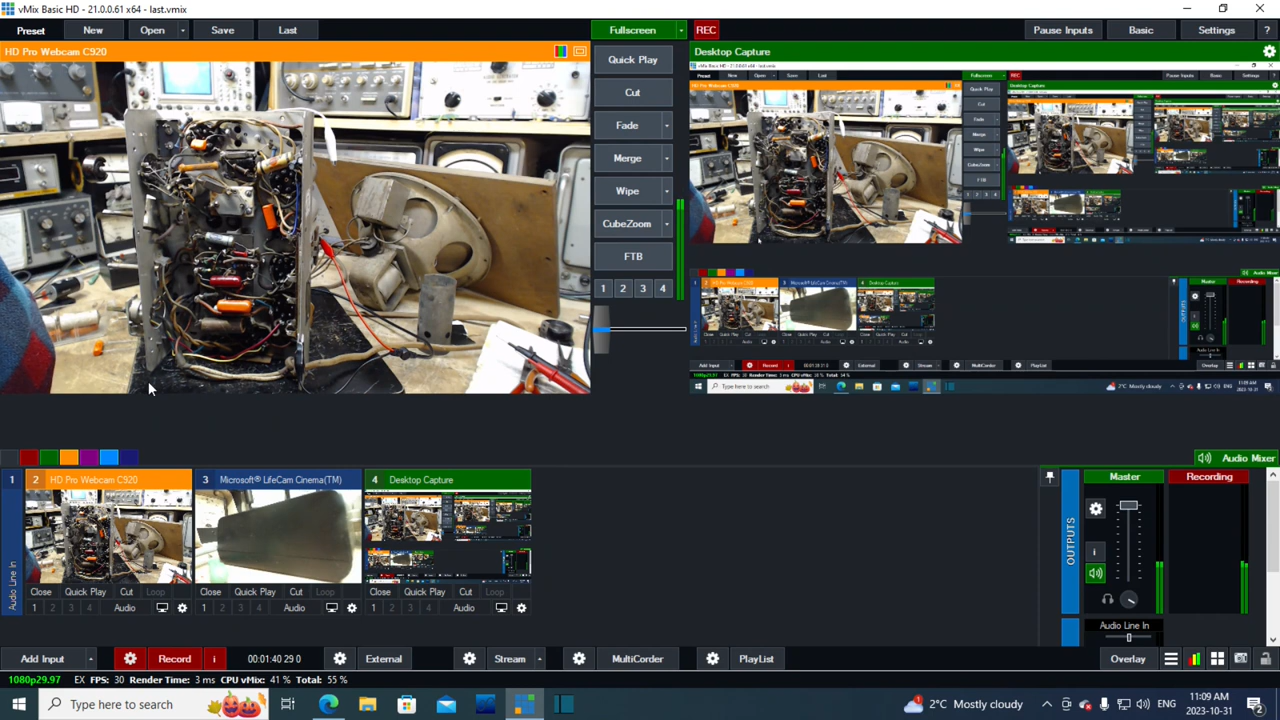 vMix Basic HD - 21.0.0.61 x64 - last.vmix
Preset New Open Save Last Fullscreen REC Pause Inputs Basic Settings ?
HD Pro Webcam C920
Desktop Capture
Quick Play
Cut
Fade
Merge
Wipe
CubeZoom
FTB
1 2 3 4
Audio Mixer
1 2 HD Pro Webcam C920 3 Microsoft® LifeCam Cinema(TM) 4 Desktop Capture
Master Recording
OUTPUTS
Audio Line In
Close Quick Play Cut Loop Close Quick Play Cut Loop Close Quick Play Cut Loop
1 2 3 4 Audio 1 2 3 4 Audio 1 2 3 4 Audio
Audio Line In
Add Input Record i 00:01:40 29 0 External Stream MultiCorder PlayList Overlay
1080p29.97 EX FPS: 30 Render Time: 3 ms CPU vMix: 41 % Total: 55 %
Type here to search
2°C Mostly cloudy ENG
11:09 AM
2023-10-31
2